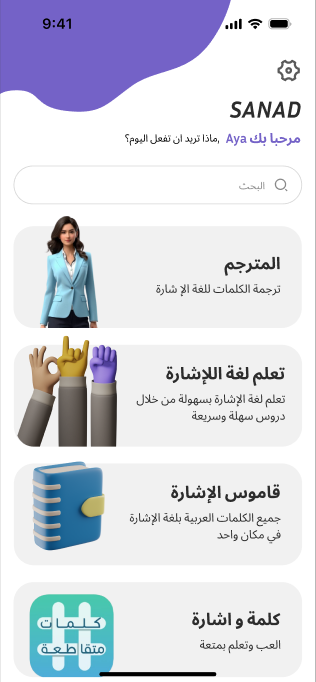 9:41
SANAD
مرحبا بك Aya ,ماذا تريد ان تفعل اليوم؟
البحث
المترجم
ترجمة الكلمات للغة الإ شارة
تعلم لغة اللإشارة
تعلم لغة الإشارة بسهولة من خلال
دروس سهلة وسريعة
قاموس الإشارة
جميع الكلمات العربية بلغة الإشارة
في مكان واحد
كلمة و اشارة
العب وتعلم بمتعة
كلمات
متقاطعة